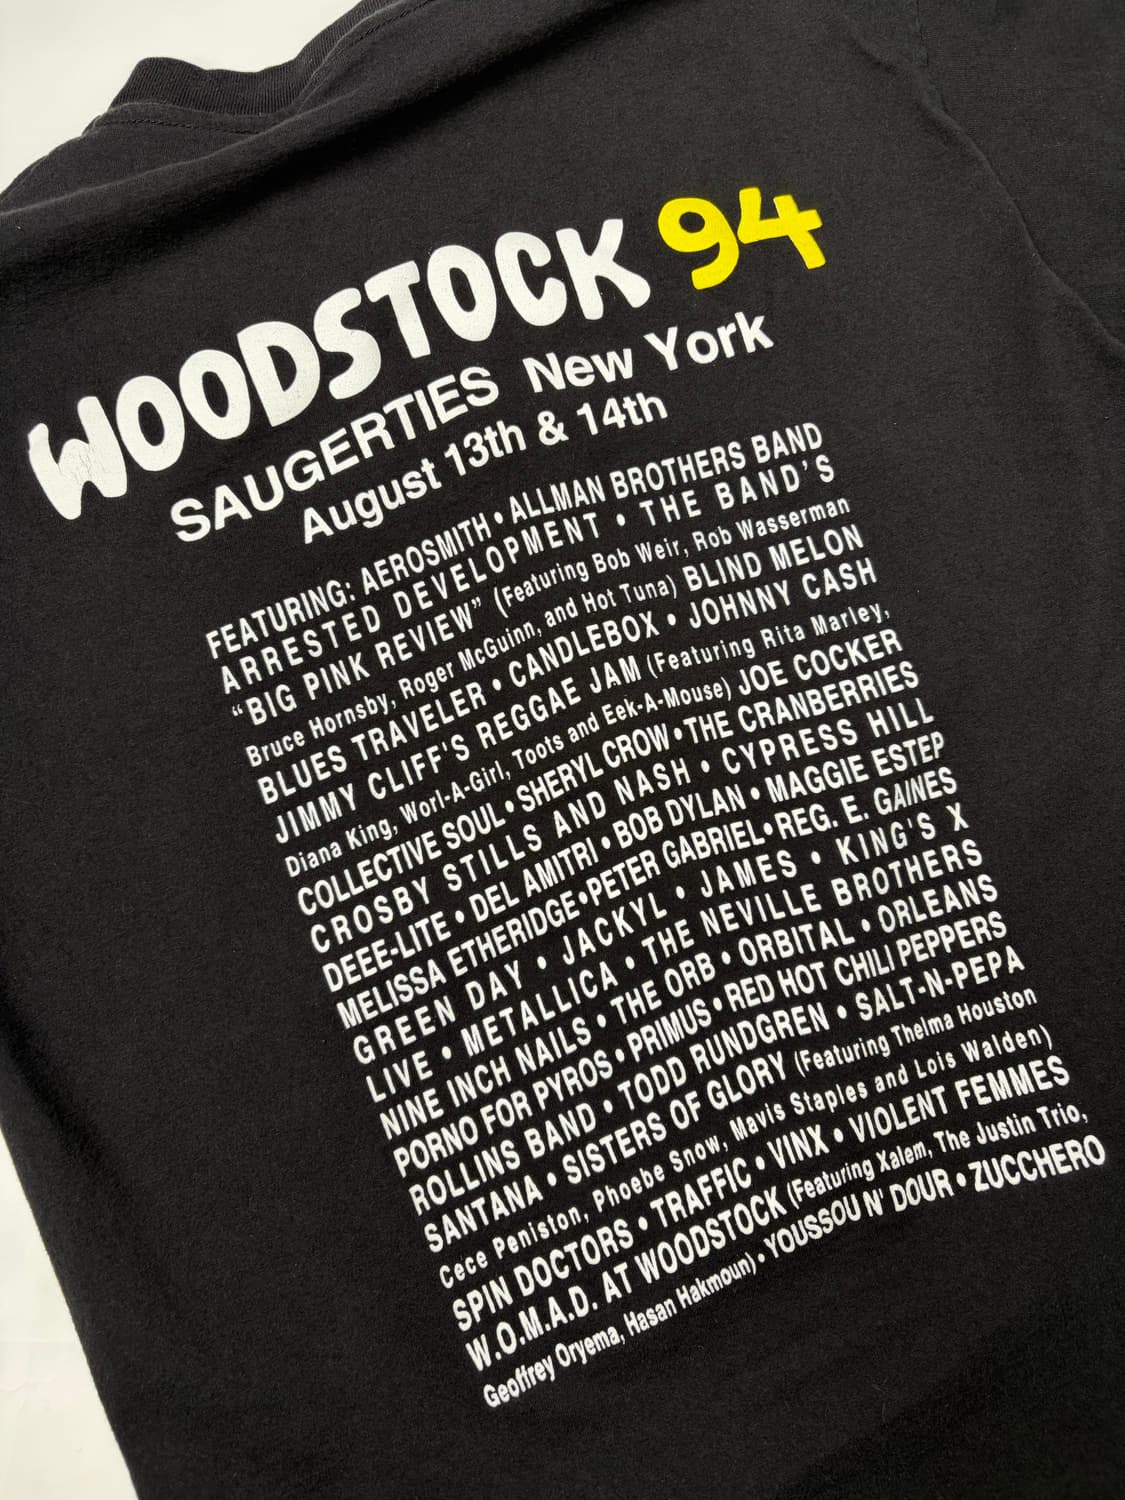 WOODSTOCK 94
SAUGERTIES New York
August 13th & 14th
FEATURING: AEROSMITH • ALLMAN BROTHERS BAND
ARRESTED DEVELOPMENT • THE BAND'S
“BIG PINK REVIEW” (Featuring Bob Weir, Rob Wasserman
Bruce Hornsby, Roger McGuinn, and Hot Tuna) BLIND MELON
BLUES TRAVELER • CANDLEBOX • JOHNNY CASH
JIMMY CLIFF'S REGGAE JAM (Featuring Rita Marley,
Diana King, Worl-A-Girl, Toots and Eek-A-Mouse) JOE COCKER
COLLECTIVE SOUL • SHERYL CROW • THE CRANBERRIES
CROSBY STILLS AND NASH • CYPRESS HILL
DEEE-LITE • DEL AMITRI • BOB DYLAN • MAGGIE ESTEP
MELISSA ETHERIDGE • PETER GABRIEL • REG. E. GAINES
GREEN DAY • JACKYL • JAMES • KING'S X
LIVE • METALLICA • THE NEVILLE BROTHERS
NINE INCH NAILS • THE ORB • ORBITAL • ORLEANS
PORNO FOR PYROS • PRIMUS • RED HOT CHILI PEPPERS
ROLLINS BAND • TODD RUNDGREN • SALT-N-PEPA
SANTANA • SISTERS OF GLORY (Featuring Thelma Houston
Cece Peniston, Phoebe Snow, Mavis Staples and Lois Walden)
SPIN DOCTORS • TRAFFIC • VINX • VIOLENT FEMMES
W.O.M.A.D. AT WOODSTOCK (Featuring Xalem, The Justin Trio,
Geoffrey Oryema, Hasan Hakmoun) • YOUSSOU N' DOUR • ZUCCHERO